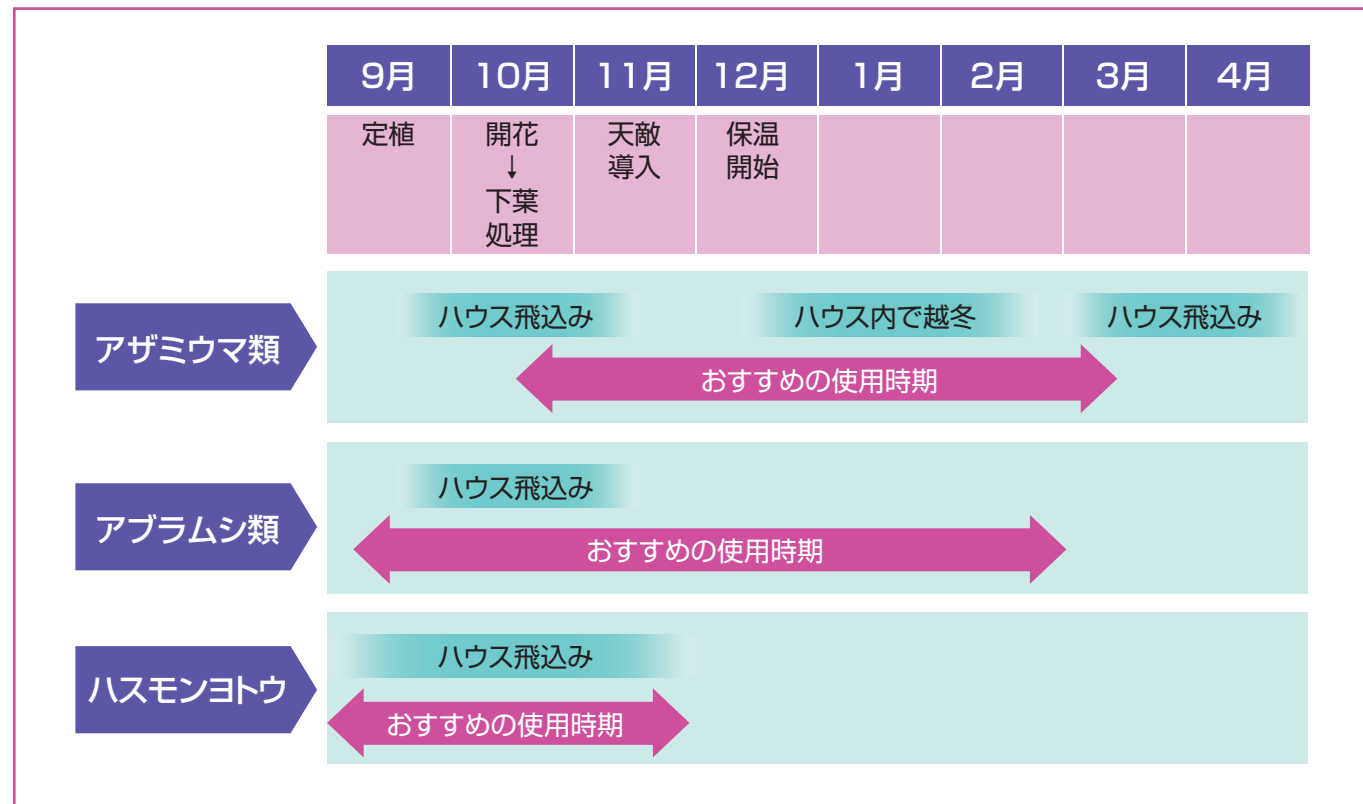 9月 10月 11月 12月 1月 2月 3月 4月
定植 開花 天敵 保温
↓ 導入 開始
下葉
処理
アザミウマ類
ハウス飛込み ハウス内で越冬 ハウス飛込み
おすすめの使用時期
アブラムシ類
ハウス飛込み
おすすめの使用時期
ハスモンヨトウ
ハウス飛込み
おすすめの使用時期